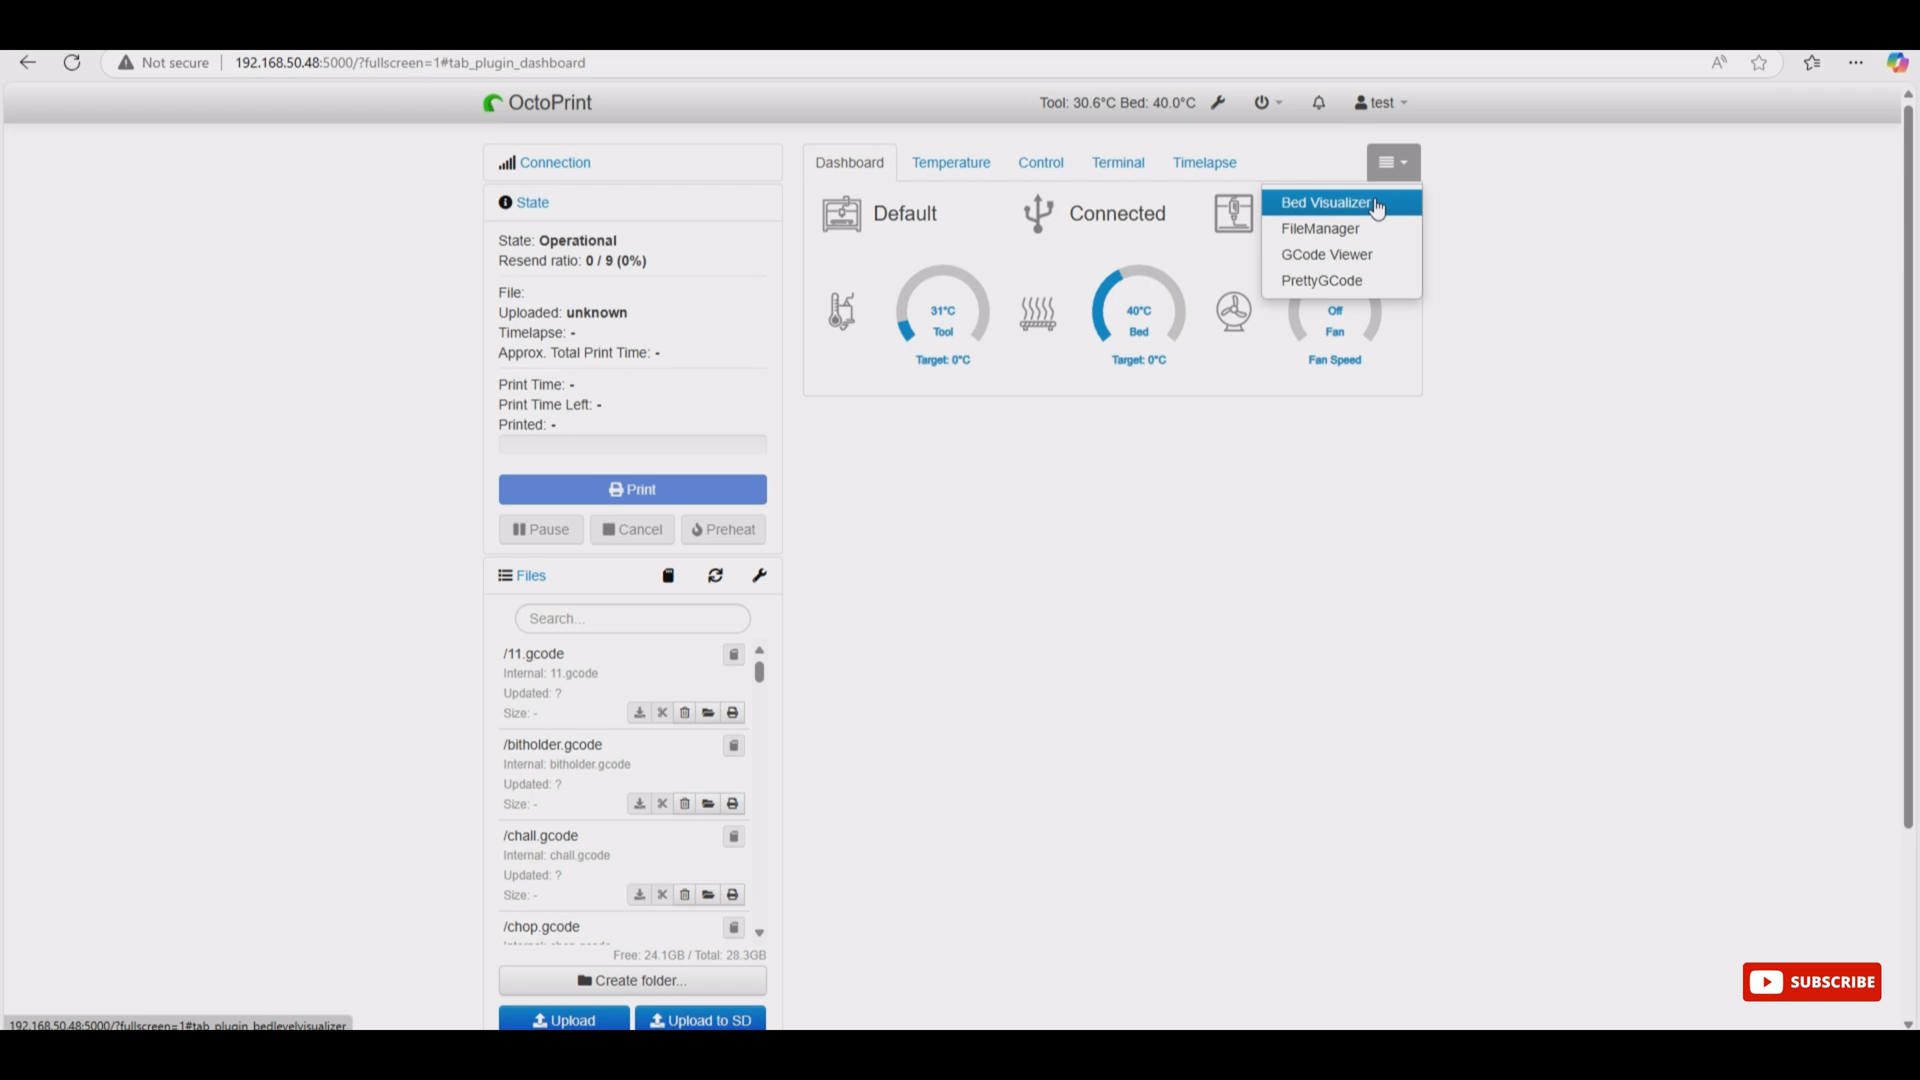 Not secure
192.168.50.48:5000/?fullscreen=1#tab_plugin_dashboard
OctoPrint
Tool: 30.6°C Bed: 40.0°C
test
Connection
Dashboard
Temperature
Control
Terminal
Timelapse
State
Bed Visualizer
FileManager
GCode Viewer
PrettyGCode
Default
Connected
State: Operational
Resend ratio: 0 / 9 (0%)
File:
Uploaded: unknown
Timelapse: -
Approx. Total Print Time: -
31°C
Tool
Target: 0°C
40°C
Bed
Target: 0°C
Off
Fan
Fan Speed
Print Time: -
Print Time Left: -
Printed: -
Print
Pause
Cancel
Preheat
Files
Search...
/11.gcode
Internal: 11.gcode
Updated: ?
Size: -
/bitholder.gcode
Internal: bitholder.gcode
Updated: ?
Size: -
/chall.gcode
Internal: chall.gcode
Updated: ?
Size: -
/chop.gcode
Internal: chop.gcode
Free: 24.1GB / Total: 28.3GB
Create folder...
Upload
Upload to SD
192.168.50.48:5000/?fullscreen=1#tab_plugin_bedlevelvisualizer
SUBSCRIBE